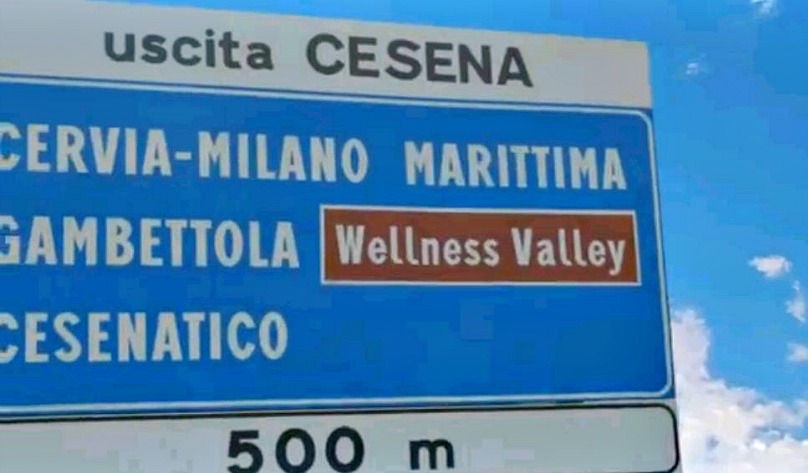 uscita CESENA
CERVIA-MILANO MARITTIMA
GAMBETTOLA Wellness Valley
CESENATICO
500 m